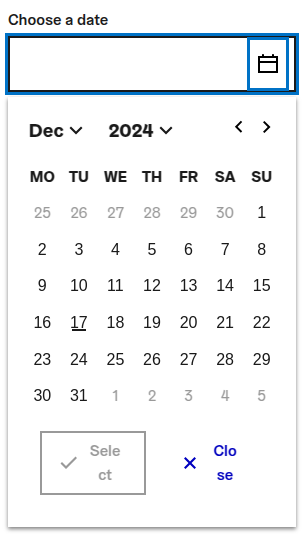 Choose a date
Dec 2024
MO TU WE TH FR SA SU
25 26 27 28 29 30 1
2 3 4 5 6 7 8
9 10 11 12 13 14 15
16 17 18 19 20 21 22
23 24 25 26 27 28 29
30 31 1 2 3 4 5
Sele Clo
ct se